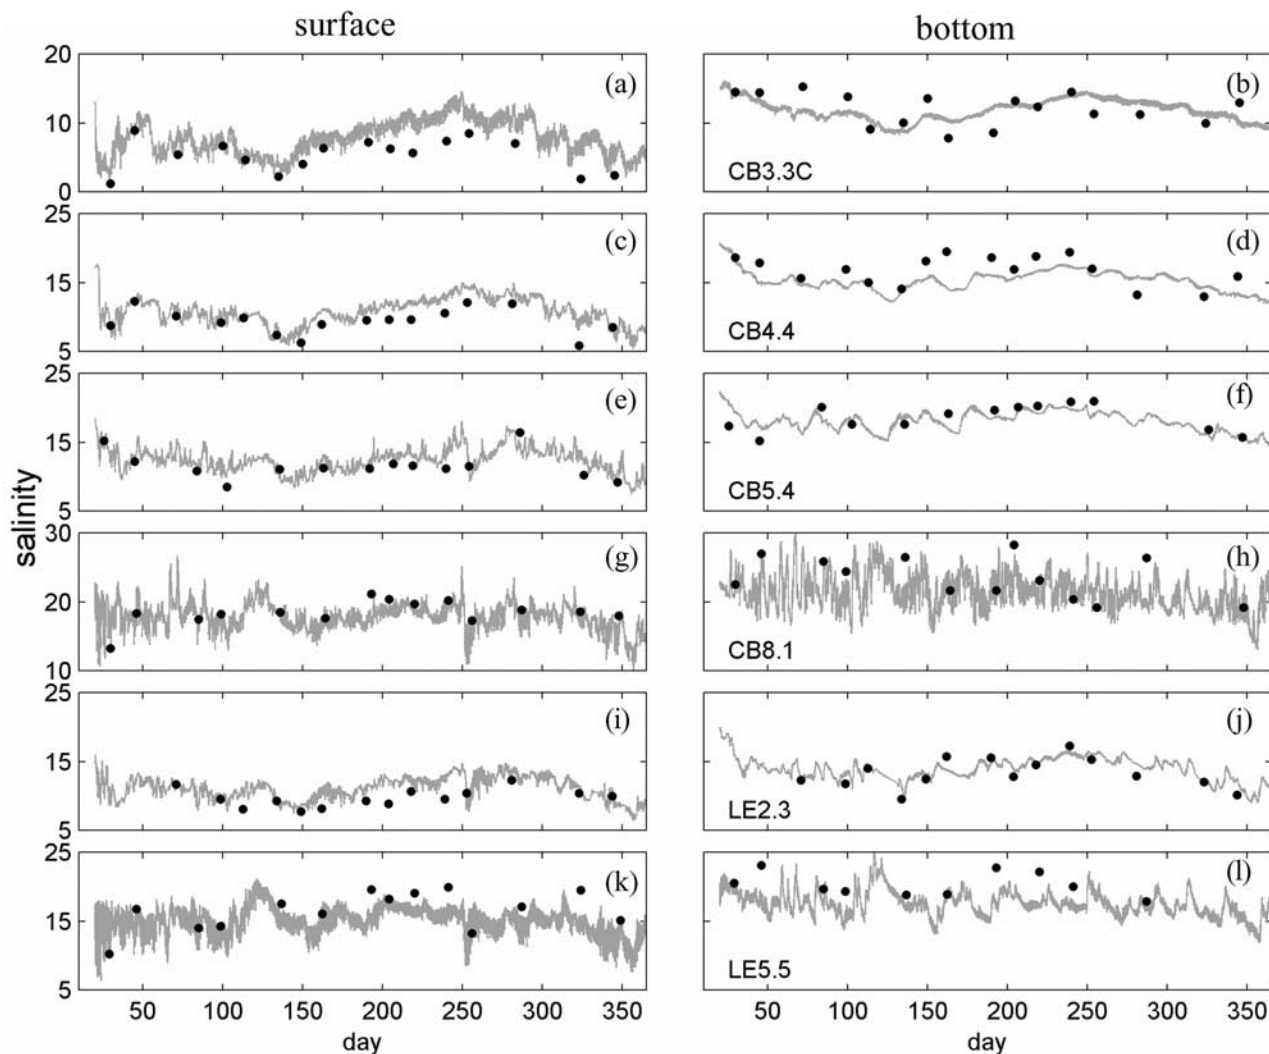 surface bottom
20 (a) (b)
10
0 CB3.3C
25 (c) (d)
15
5 CB4.4
25 (e) (f)
15
5 CB5.4
salinity
30 (g) (h)
20
10 CB8.1
25 (i) (j)
15
5 LE2.3
25 (k) (l)
15
5 LE5.5
50 100 150 200 250 300 350 50 100 150 200 250 300 350
day day